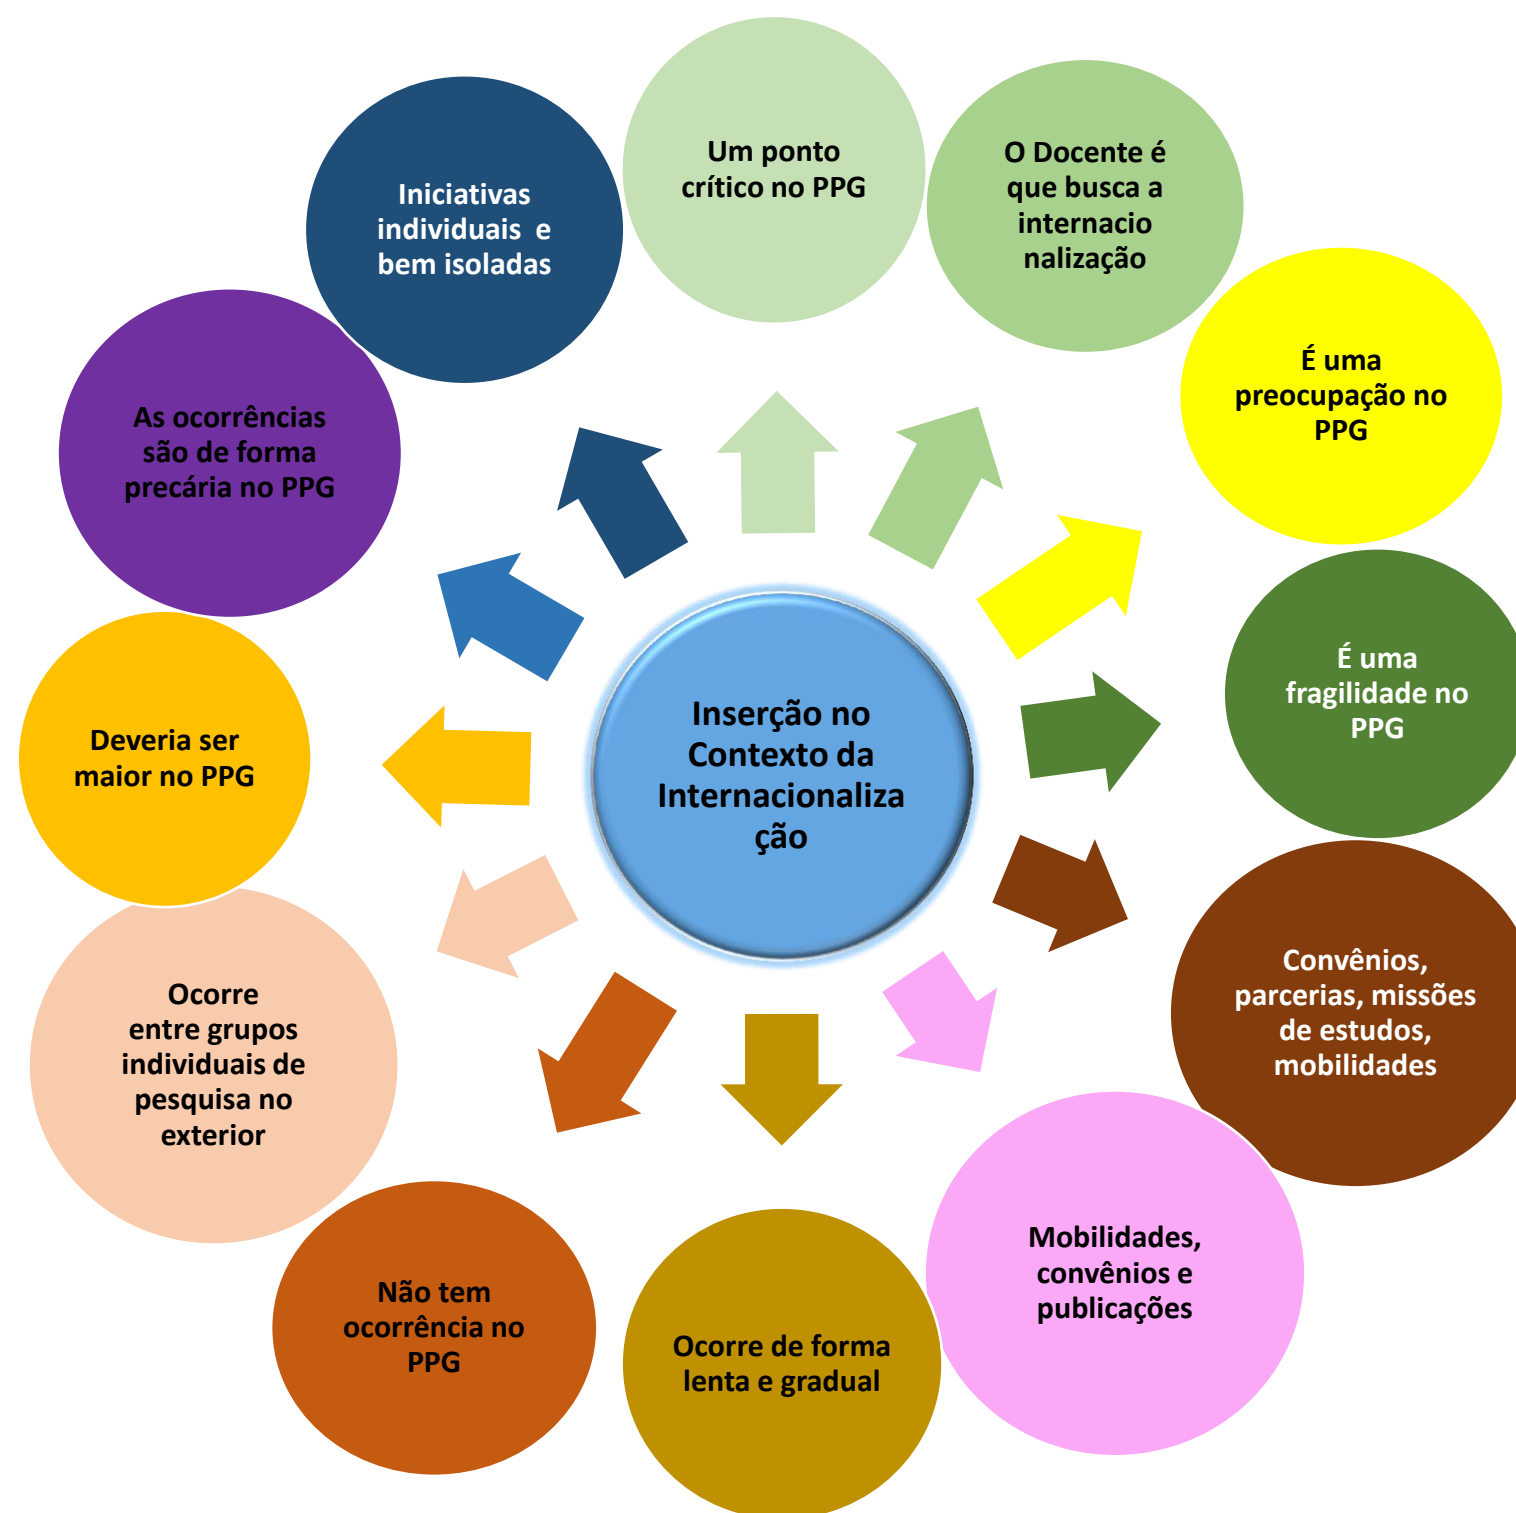 Um ponto
crítico no PPG
O Docente é
que busca a
internacio
nalização
É uma
preocupação no
PPG
É uma
fragilidade no
PPG
Convênios,
parcerias, missões
de estudos,
mobilidades
Mobilidades,
convênios e
publicações
Ocorre de forma
lenta e gradual
Não tem
ocorrência no
PPG
Ocorre
entre grupos
individuais de
pesquisa no
exterior
Deveria ser
maior no PPG
As ocorrências
são de forma
precária no PPG
Iniciativas
individuais e
bem isoladas
Inserção no
Contexto da
Internacionaliza
ção